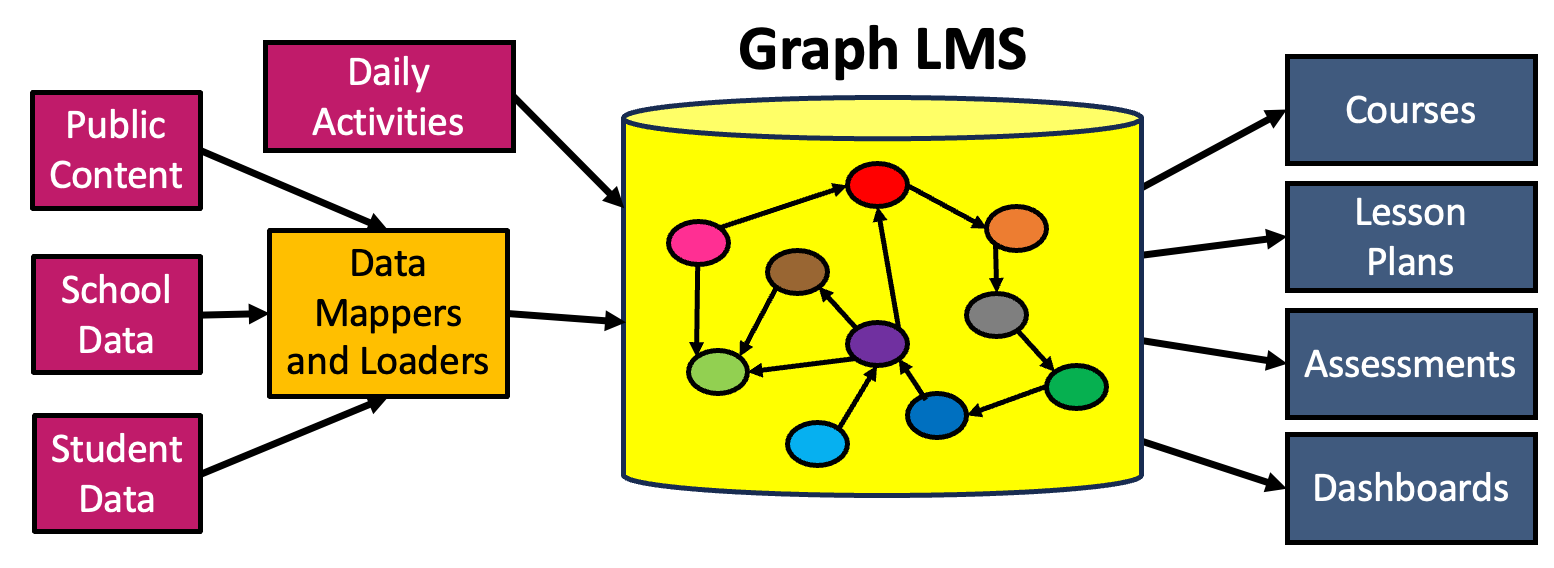 Graph LMS
Daily
Activities
Public
Content
School
Data
Student
Data
Data
Mappers
and Loaders
Courses
Lesson
Plans
Assessments
Dashboards